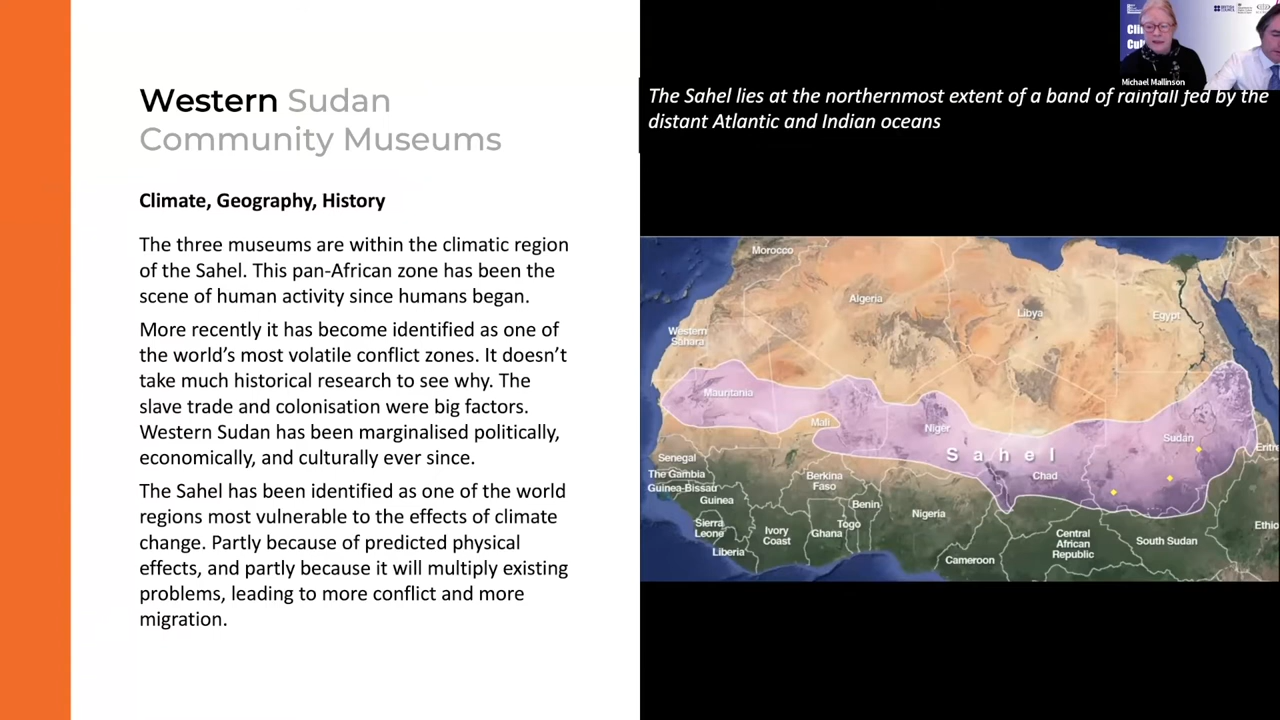 Western Sudan
Community Museums
Climate, Geography, History
The three museums are within the climatic region
of the Sahel. This pan-African zone has been the
scene of human activity since humans began.
More recently it has become identified as one of
the world's most volatile conflict zones. It doesn't
take much historical research to see why. The
slave trade and colonisation were big factors.
Western Sudan has been marginalised politically,
economically, and culturally ever since.
The Sahel has been identified as one of the world
regions most vulnerable to the effects of climate
change. Partly because of predicted physical
effects, and partly because it will multiply existing
problems, leading to more conflict and more
migration.
Michael Mallinson
The Sahel lies at the northernmost extent of a band of rainfall fed by the
distant Atlantic and Indian oceans
Morocco
Algeria
Libya
Egypt
Western
Sahara
Mauritania
Mali
Niger
Sudan
Sahel
Chad
Eritre
Senegal
The Gambia
Guinea-Bissau
Guinea
Burkina
Faso
Benin
Togo
Sierra
Leone
Ivory
Coast
Ghana
Nigeria
Liberia
Cameroon
Central
African
Republic
South Sudan
Ethio